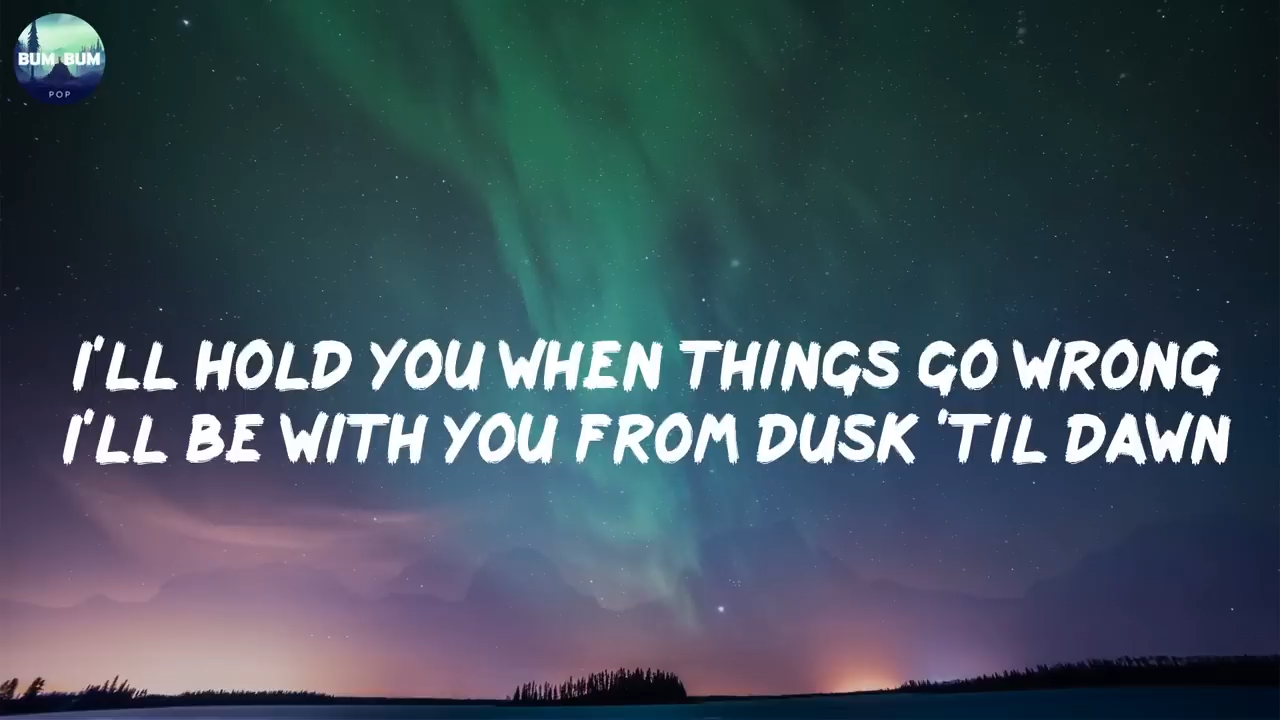 BUM BUM
POP
I'LL HOLD YOU WHEN THINGS GO WRONG
I'LL BE WITH YOU FROM DUSK 'TIL DAWN